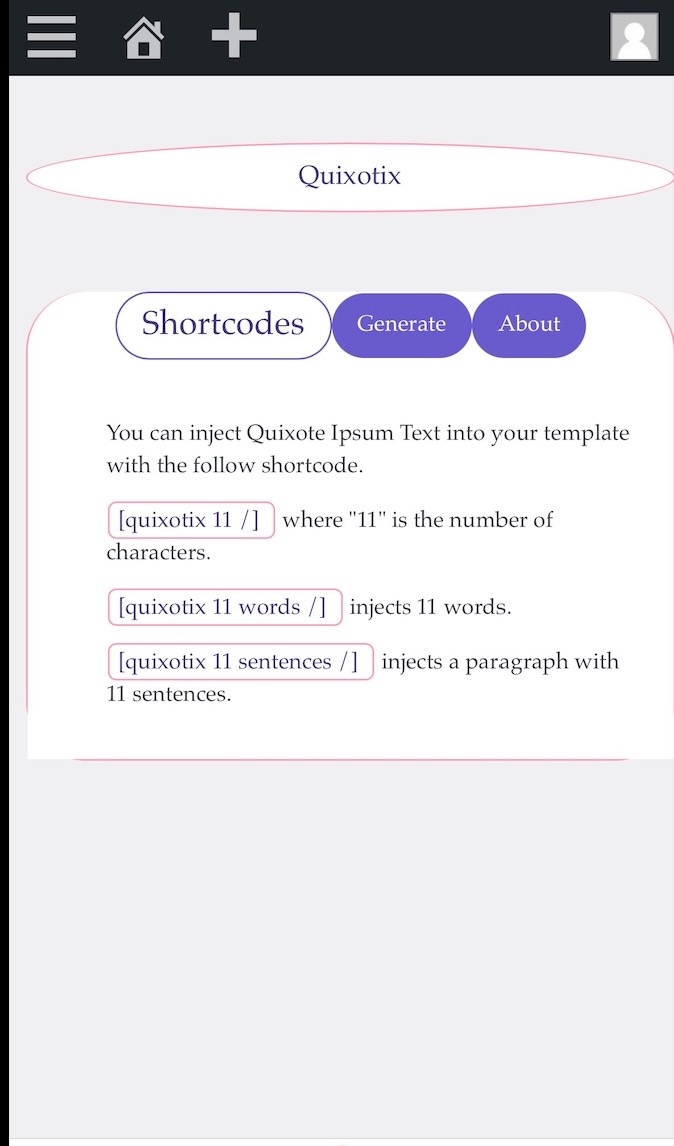 Quixotix
Shortcodes Generate About
You can inject Quixote Ipsum Text into your template
with the follow shortcode.
[quixotix 11 /] where "11" is the number of
characters.
[quixotix 11 words /] injects 11 words.
[quixotix 11 sentences /] injects a paragraph with
11 sentences.